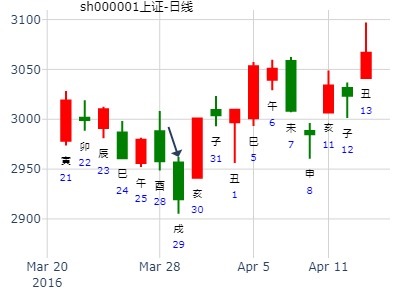 sh000001上证-日线
3100
3050
3000
2950
2900
寅
21
卯
22
辰
23
巳
24
午
25
酉
28
戌
29
亥
30
子
31
丑
1
巳
5
午
6
未
7
申
8
亥
11
子
12
丑
13
Mar 20
2016
Mar 28
Apr 5
Apr 11